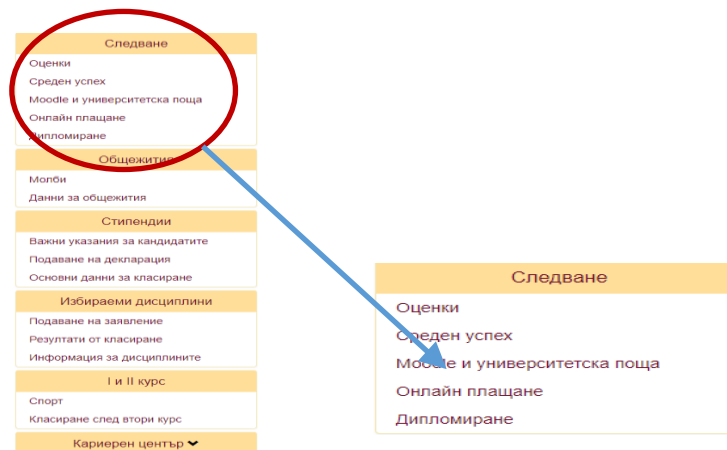 Следване
Оценки
Среден успех
Moodle и университетска поща
Онлайн плащане
Дипломиране
Общежития
Молби
Данни за общежития
Стипендии
Важни указания за кандидатите
Подаване на декларация
Основни данни за класиране
Избираеми дисциплини
Подаване на заявление
Резултати от класиране
Информация за дисциплините
I и II курс
Спорт
Класиране след втори курс
Кариерен център
Следване
Оценки
Среден успех
Moodle и университетска поща
Онлайн плащане
Дипломиране